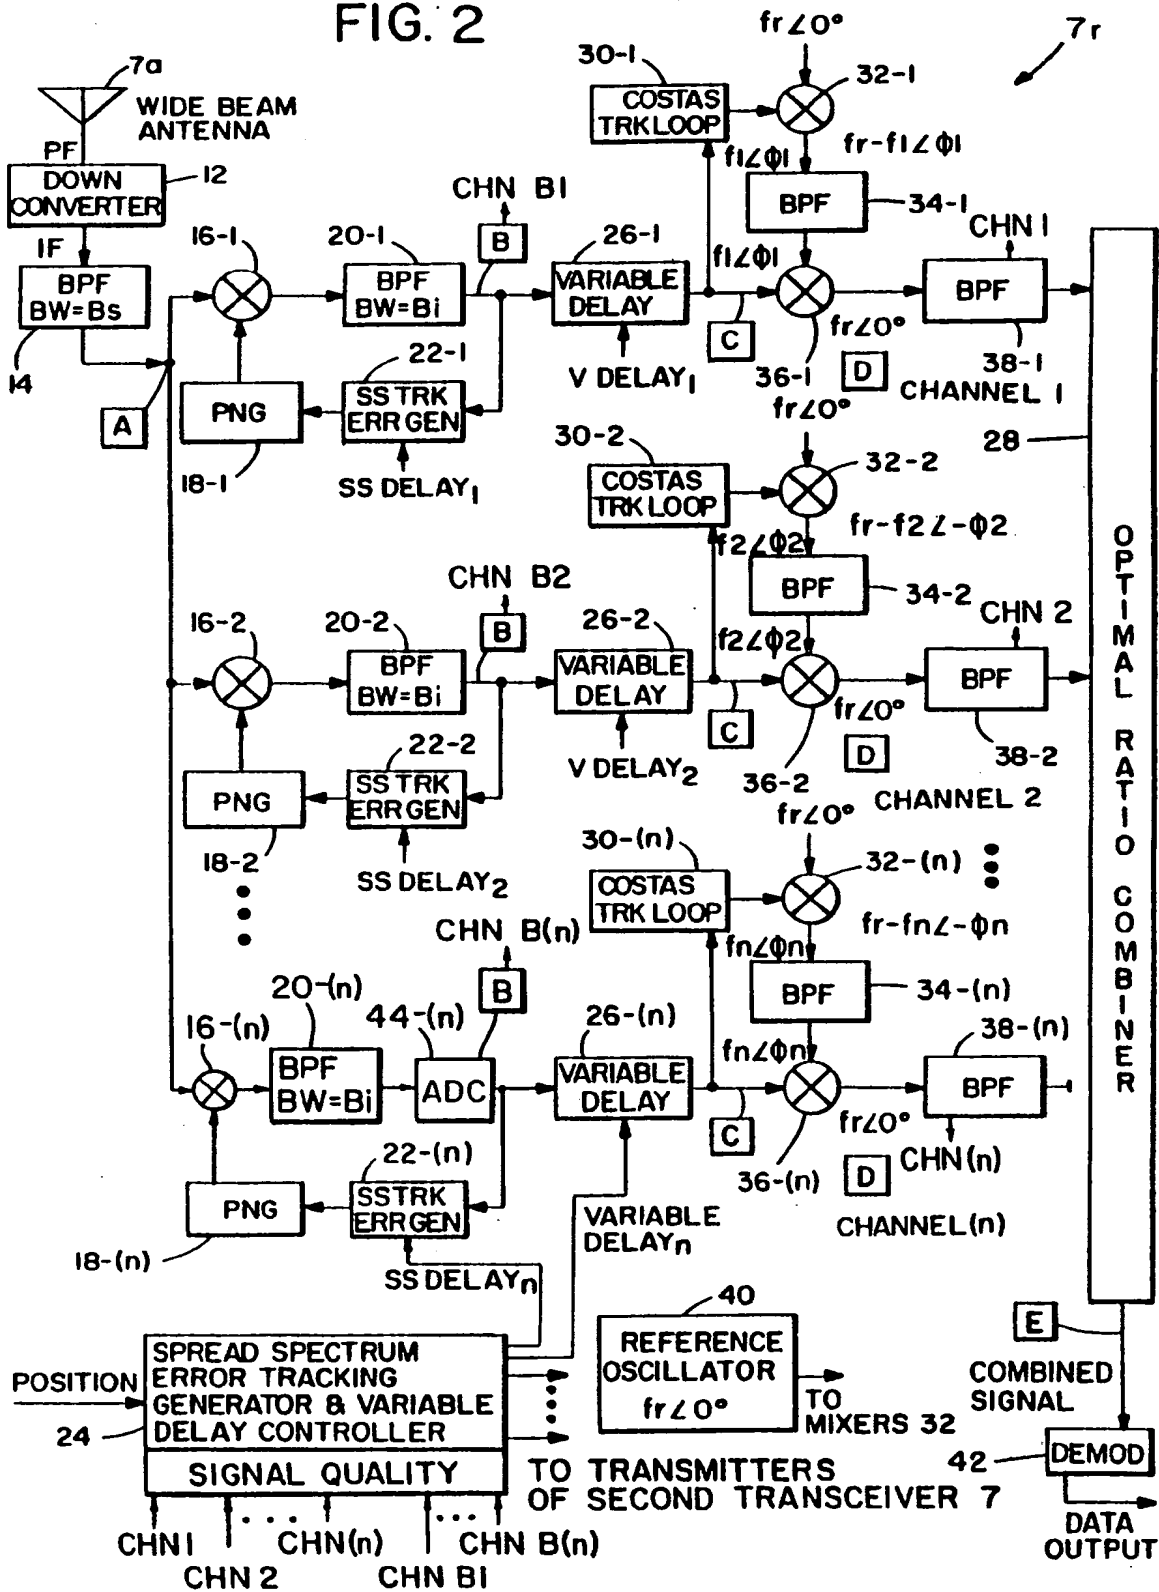 FIG. 2
7r
7a
WIDE BEAM
ANTENNA
PF
DOWN
CONVERTER
12
IF
BPF
BW=Bs
14
A
16-1
20-1
BPF
BW=Bi
CHN B1
B
22-1
SS TRK
ERR GEN
PNG
18-1
SS DELAY1
26-1
VARIABLE
DELAY
V DELAY1
30-1
COSTAS
TRK LOOP
fr∠0°
32-1
f1∠Φ1
fr-f1∠Φ1
BPF
34-1
f1∠Φ1
C
36-1
fr∠0°
D
CHN 1
BPF
38-1
CHANNEL 1
28
OPTIMAL RATIO COMBINER
16-2
20-2
BPF
BW=Bi
CHN B2
B
22-2
SS TRK
ERR GEN
PNG
18-2
SS DELAY2
26-2
VARIABLE
DELAY
V DELAY2
30-2
COSTAS
TRK LOOP
fr∠0°
32-2
f2∠Φ2
fr-f2∠-Φ2
BPF
34-2
f2∠Φ2
C
36-2
fr∠0°
D
CHN 2
BPF
38-2
CHANNEL 2
16-(n)
20-(n)
BPF
BW=Bi
44-(n)
ADC
CHN B(n)
B
22-(n)
SS TRK
ERR GEN
PNG
18-(n)
SS DELAYn
26-(n)
VARIABLE
DELAY
VARIABLE
DELAYn
30-(n)
COSTAS
TRK LOOP
fr∠0°
32-(n)
fn∠Φn
fr-fn∠-Φn
BPF
34-(n)
fn∠Φn
C
36-(n)
fr∠0°
D
38-(n)
BPF
CHN(n)
CHANNEL(n)
POSITION
24
SPREAD SPECTRUM
ERROR TRACKING
GENERATOR & VARIABLE
DELAY CONTROLLER
SIGNAL QUALITY
CHN1
CHN 2
CHN(n)
CHN B1
CHN B(n)
TO TRANSMITTERS
OF SECOND TRANSCEIVER 7
40
REFERENCE
OSCILLATOR
fr∠0°
TO
MIXERS 32
E
COMBINED
SIGNAL
42
DEMOD
DATA
OUTPUT